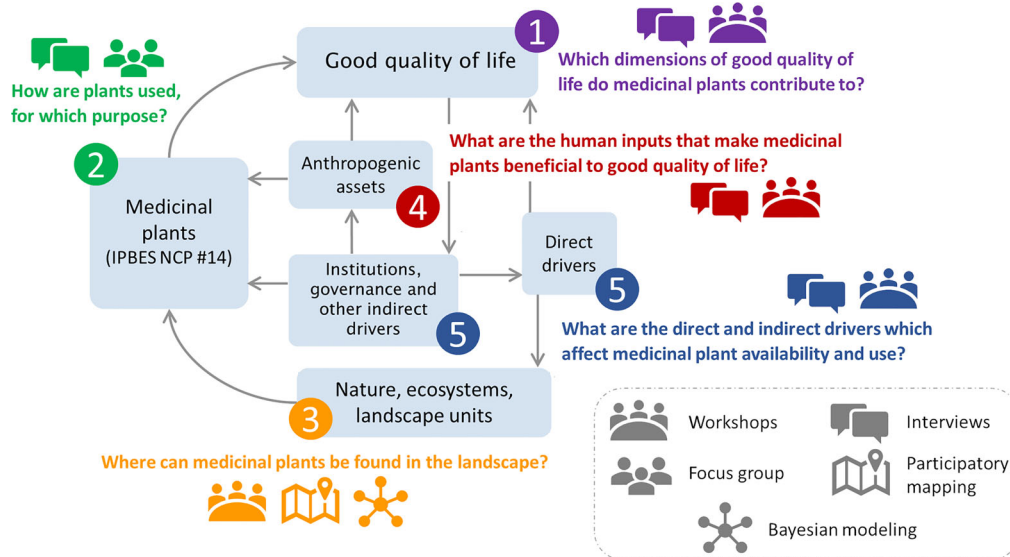 1
Good quality of life
Which dimensions of good quality of
life do medicinal plants contribute to?
How are plants used,
for which purpose?
What are the human inputs that make medicinal
plants beneficial to good quality of life?
2
Anthropogenic
assets
4
Medicinal
plants
(IPBES NCP #14)
Direct
drivers
5
Institutions,
governance and
other indirect
drivers
5
What are the direct and indirect drivers which
affect medicinal plant availability and use?
Nature, ecosystems,
landscape units
3
Where can medicinal plants be found in the landscape?
Workshops
Interviews
Focus group
Participatory
mapping
Bayesian modeling